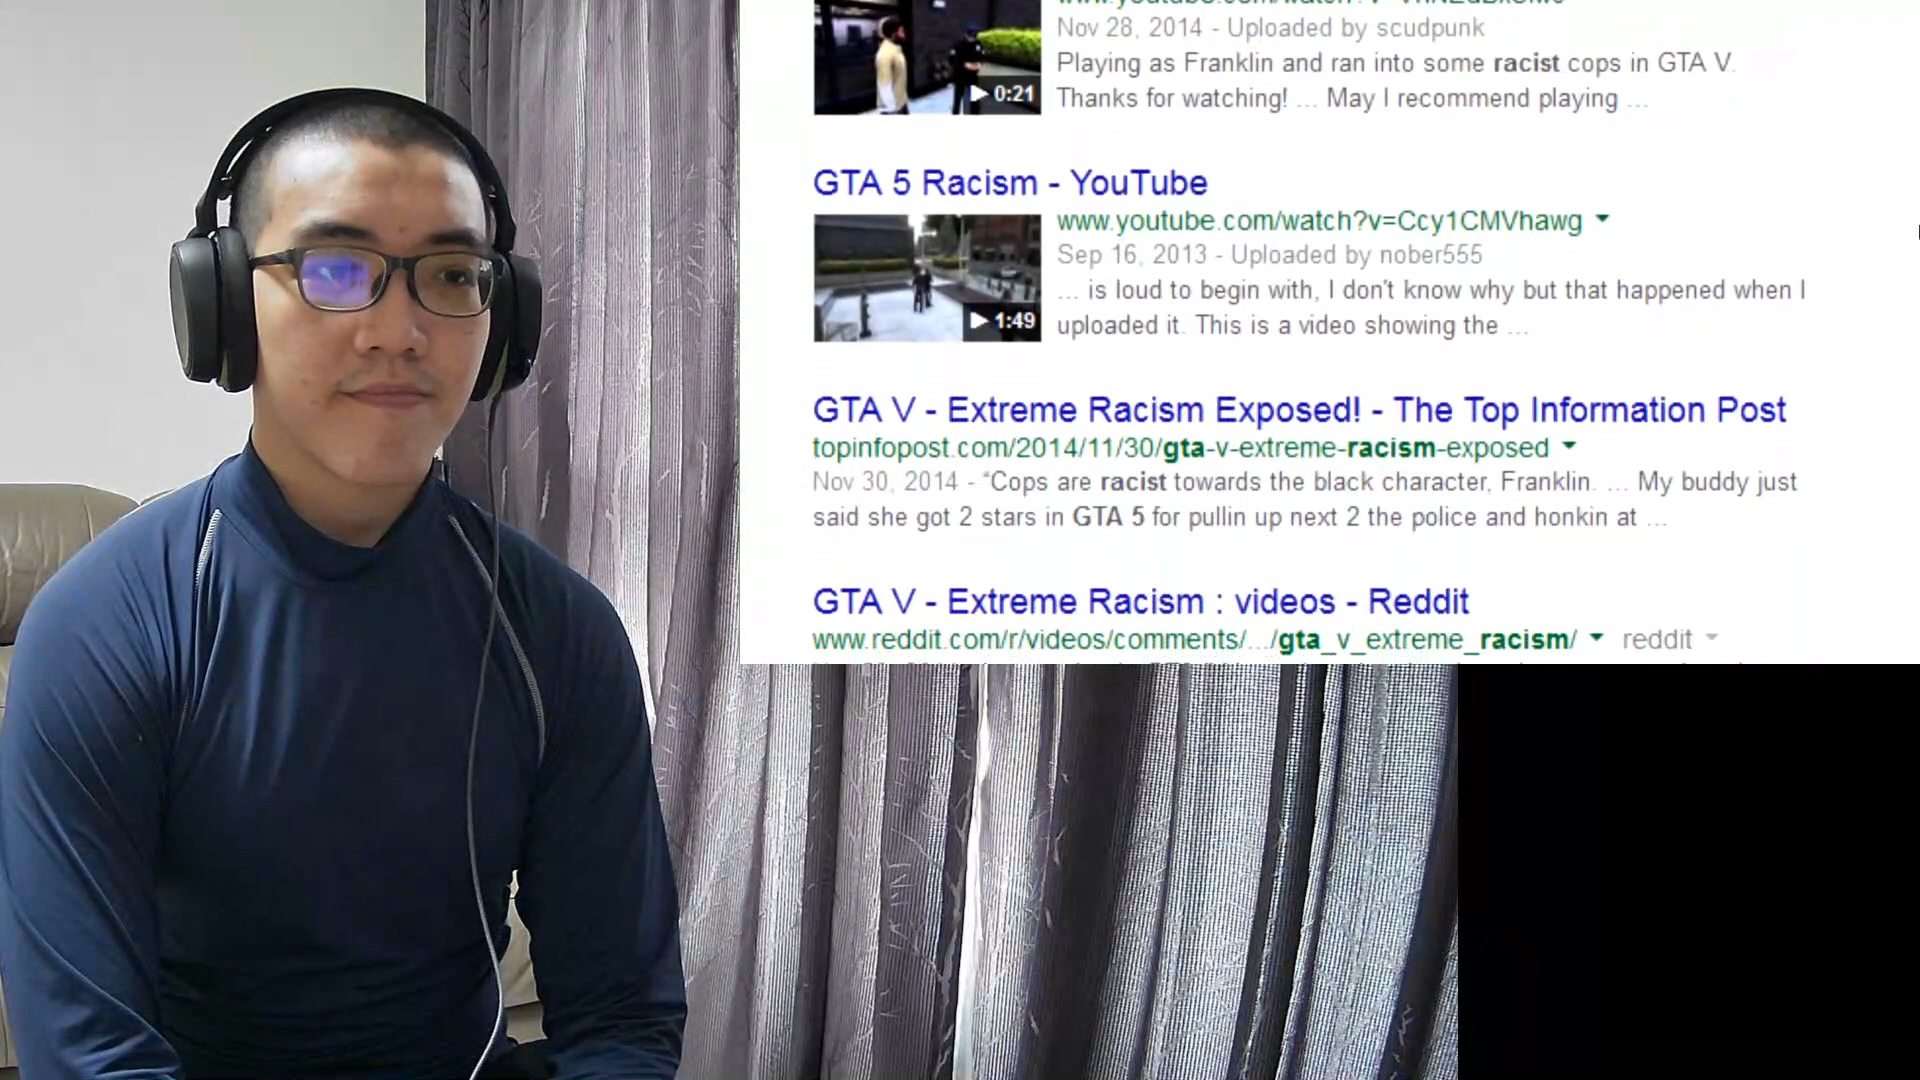 Nov 28, 2014 - Uploaded by scudpunk
Playing as Franklin and ran into some racist cops in GTA V.
Thanks for watching! ... May I recommend playing ...
0:21
GTA 5 Racism - YouTube
www.youtube.com/watch?v=Ccy1CMVhawg
Sep 16, 2013 - Uploaded by nober555
... is loud to begin with, I don't know why but that happened when I
uploaded it. This is a video showing the ...
1:49
GTA V - Extreme Racism Exposed! - The Top Information Post
topinfopost.com/2014/11/30/gta-v-extreme-racism-exposed
Nov 30, 2014 - “Cops are racist towards the black character, Franklin. ... My buddy just
said she got 2 stars in GTA 5 for pullin up next 2 the police and honkin at ...
GTA V - Extreme Racism : videos - Reddit
www.reddit.com/r/videos/comments/.../gta_v_extreme_racism/ reddit